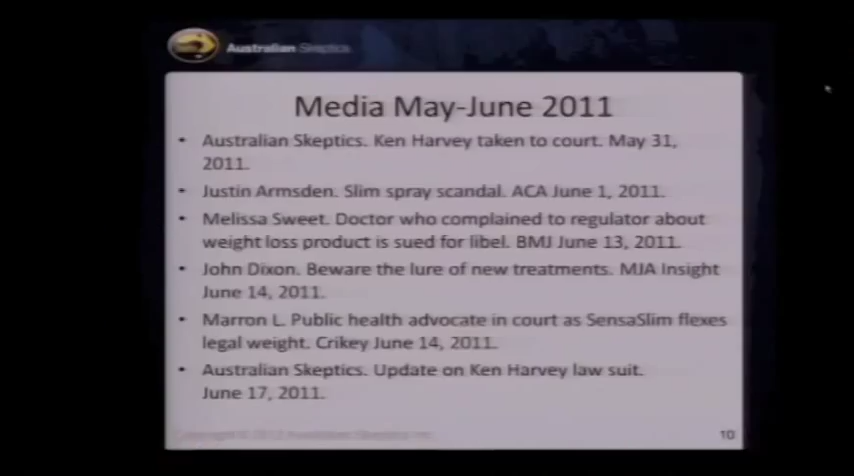 Australian Skeptics
Media May-June 2011
• Australian Skeptics. Ken Harvey taken to court. May 31,
2011.
• Justin Armsden. Slim spray scandal. ACA June 1, 2011.
• Melissa Sweet. Doctor who complained to regulator about
weight loss product is sued for libel. BMJ June 13, 2011.
• John Dixon. Beware the lure of new treatments. MJA Insight
June 14, 2011.
• Marron L. Public health advocate in court as SensaSlim flexes
legal weight. Crikey June 14, 2011.
• Australian Skeptics. Update on Ken Harvey law suit.
June 17, 2011.
10